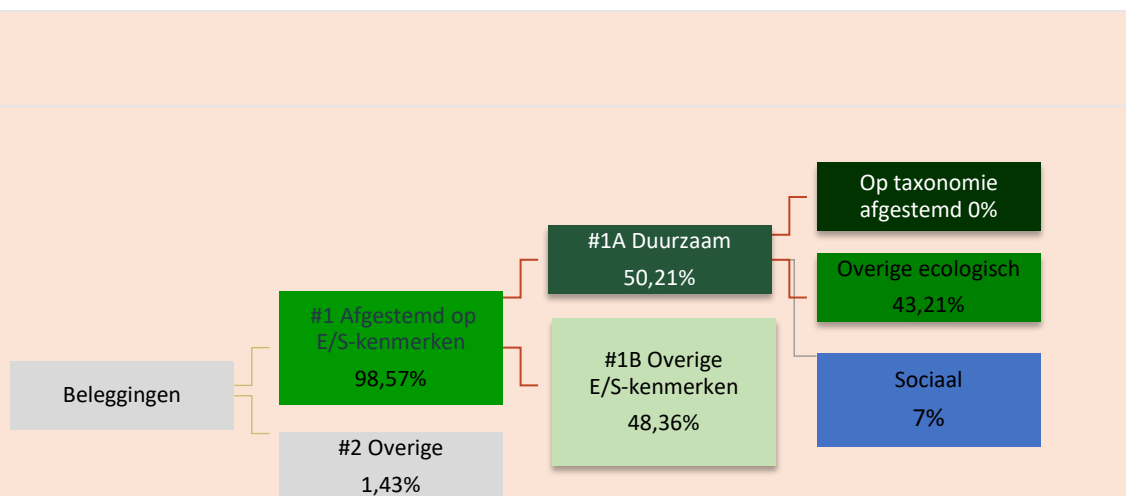 Beleggingen
#1 Afgestemd op
E/S-kenmerken
98,57%
#2 Overige
1,43%
#1A Duurzaam
50,21%
#1B Overige
E/S-kenmerken
48,36%
Op taxonomie
afgestemd 0%
Overige ecologisch
43,21%
Sociaal
7%